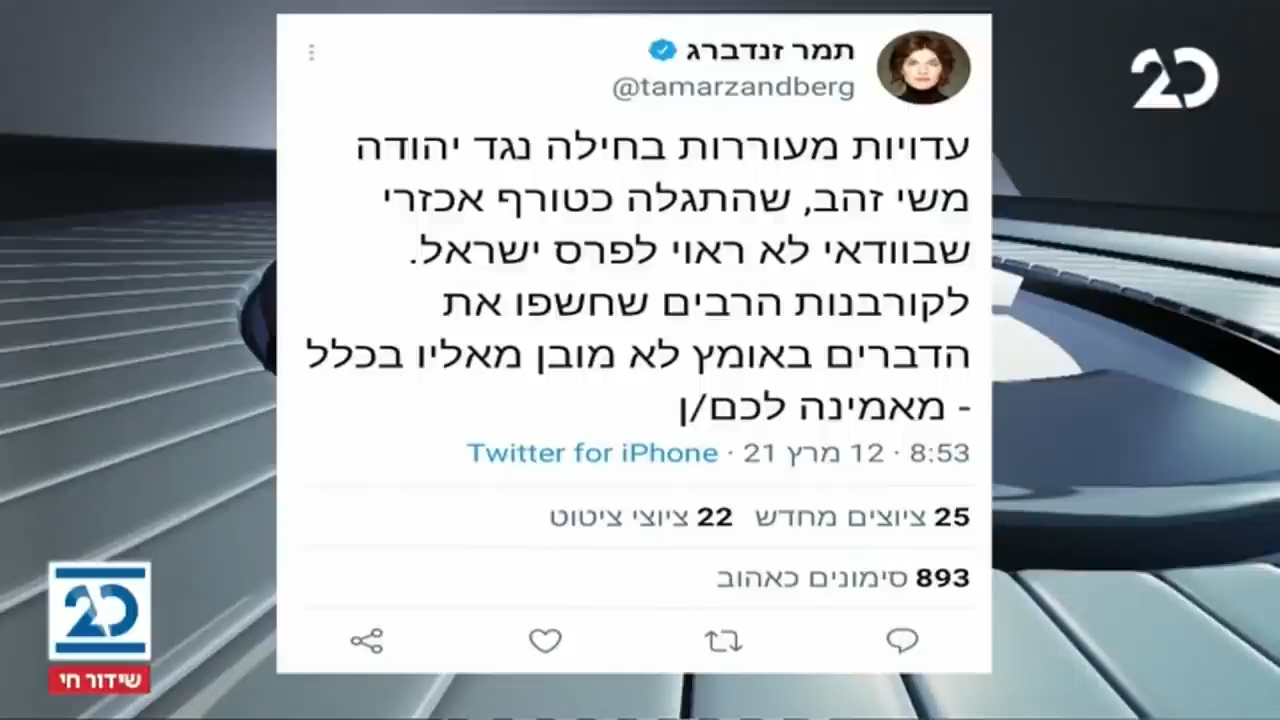 תמר זנדברג
@tamarzandberg
20
עדויות מעוררות בחילה נגד יהודה
משי זהב, שהתגלה כטורף אכזרי
שבוודאי לא ראוי לפרס ישראל.
לקורבנות הרבים שחשפו את
הדברים באומץ לא מובן מאליו בכלל
- מאמינה לכם/ן
8:53 · 12 מרץ 21 · Twitter for iPhone
25 ציוצים מחדש 22 ציוצי ציטוט
893 סימונים כאהוב
20
שידור חי